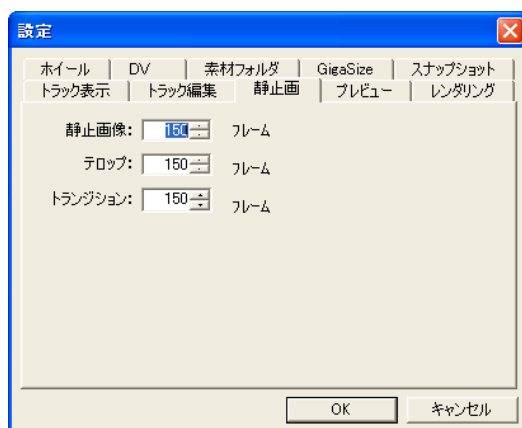 設定
ホイール DV 素材フォルダ GigaSize スナップショット
トラック表示 トラック編集 静止画 プレビュー レンダリング
静止画像: 150 フレーム
テロップ: 150 フレーム
トランジション: 150 フレーム
OK キャンセル